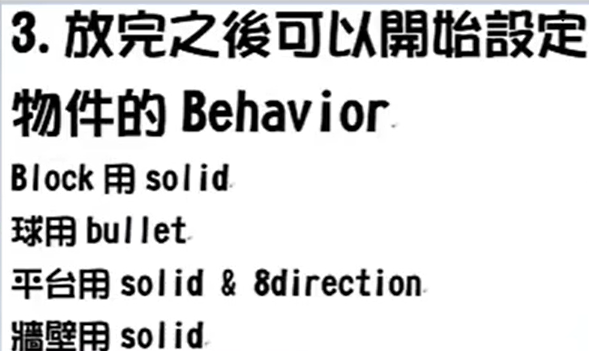 3. 放完之後可以開始設定
物件的 Behavior
Block 用 solid
球用 bullet
平台用 solid & 8direction
牆壁用 solid